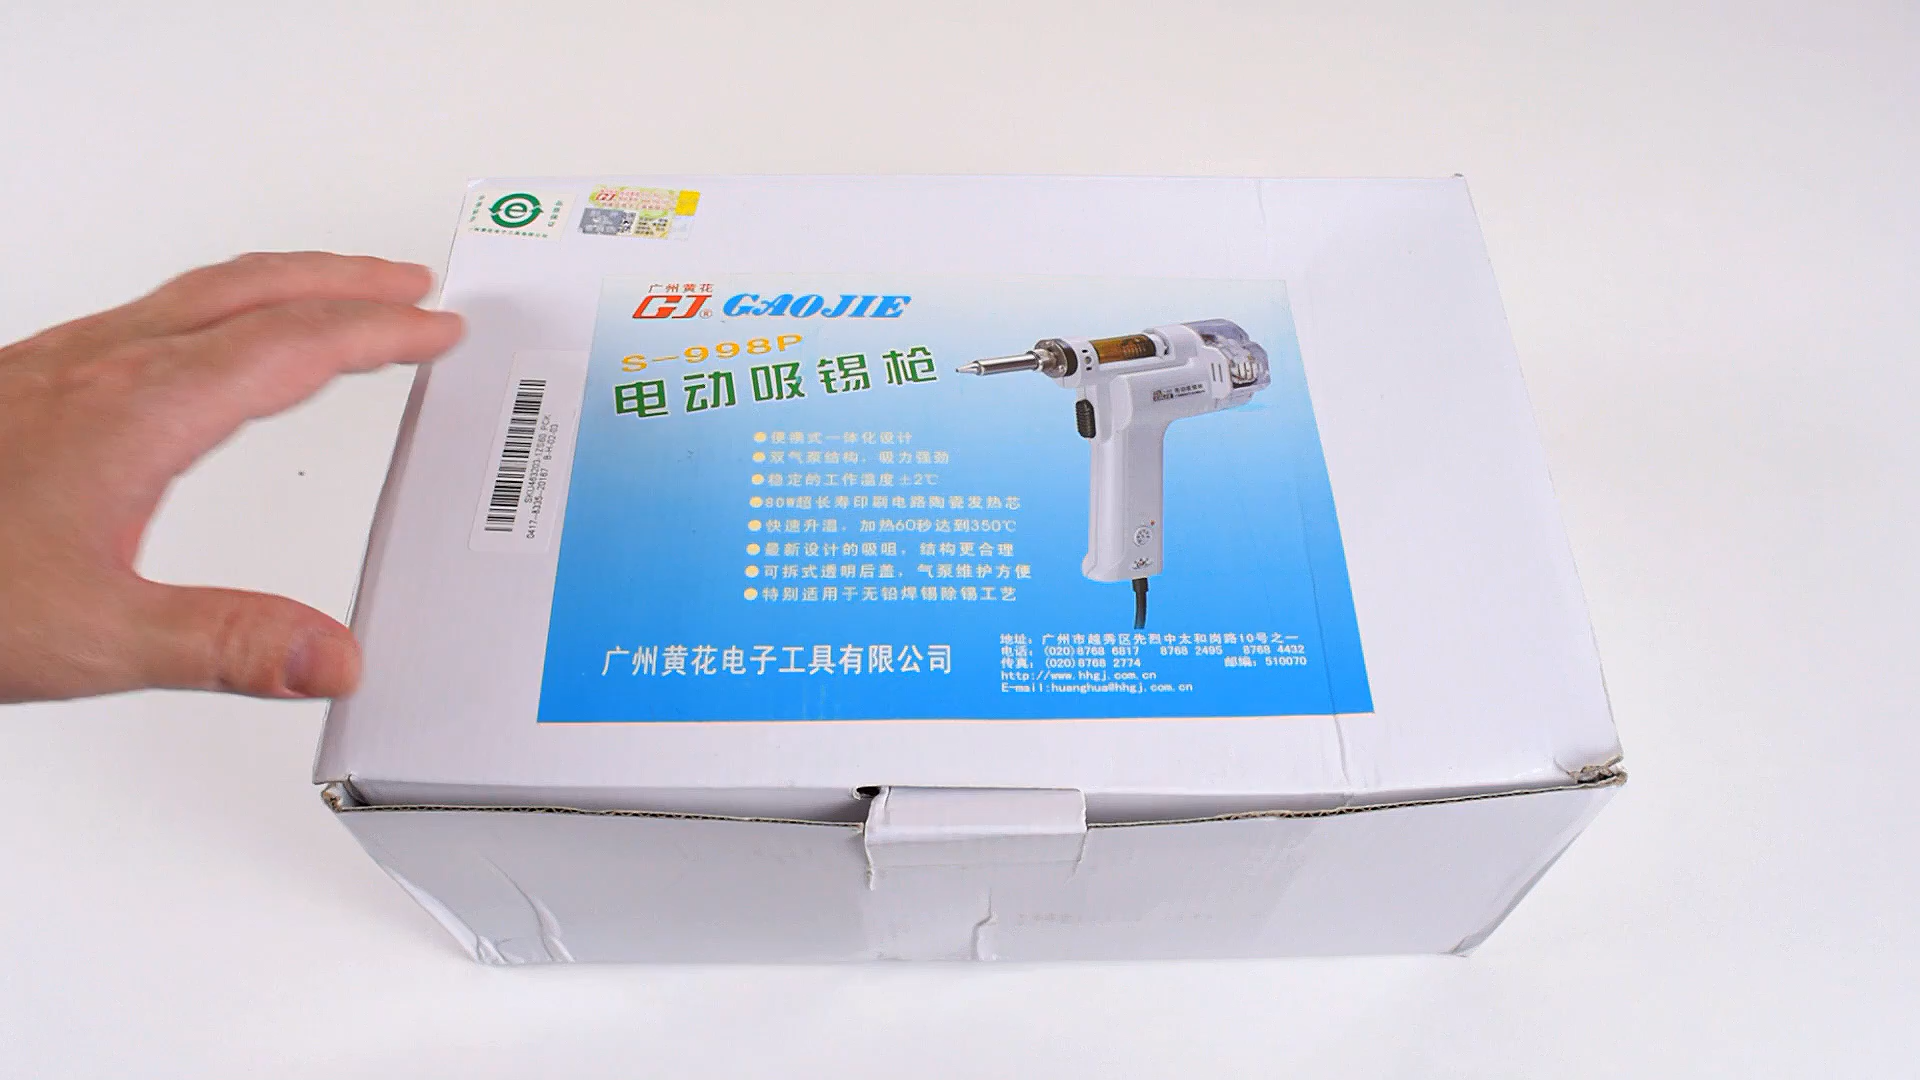 广州黄花
GJ® GAOJIE
S-998P
电动吸锡枪
●便携式一体化设计
●双气泵结构，吸力强劲
●稳定的工作温度±2℃
●80W超长寿印刷电路陶瓷发热芯
●快速升温，加热60秒达到350℃
●最新设计的吸咀，结构更合理
●可拆式透明后盖，气泵维护方便
●特别适用于无铅焊锡除锡工艺
广州黄花电子工具有限公司
地址：广州市越秀区先烈中太和岗路10号之一
电话：(020)8768 6817 8768 2495 8768 4432
传真：(020)8768 2774 邮编：510070
http://www.hhgj.com.cn
E-mail:huanghua@hhgj.com.cn